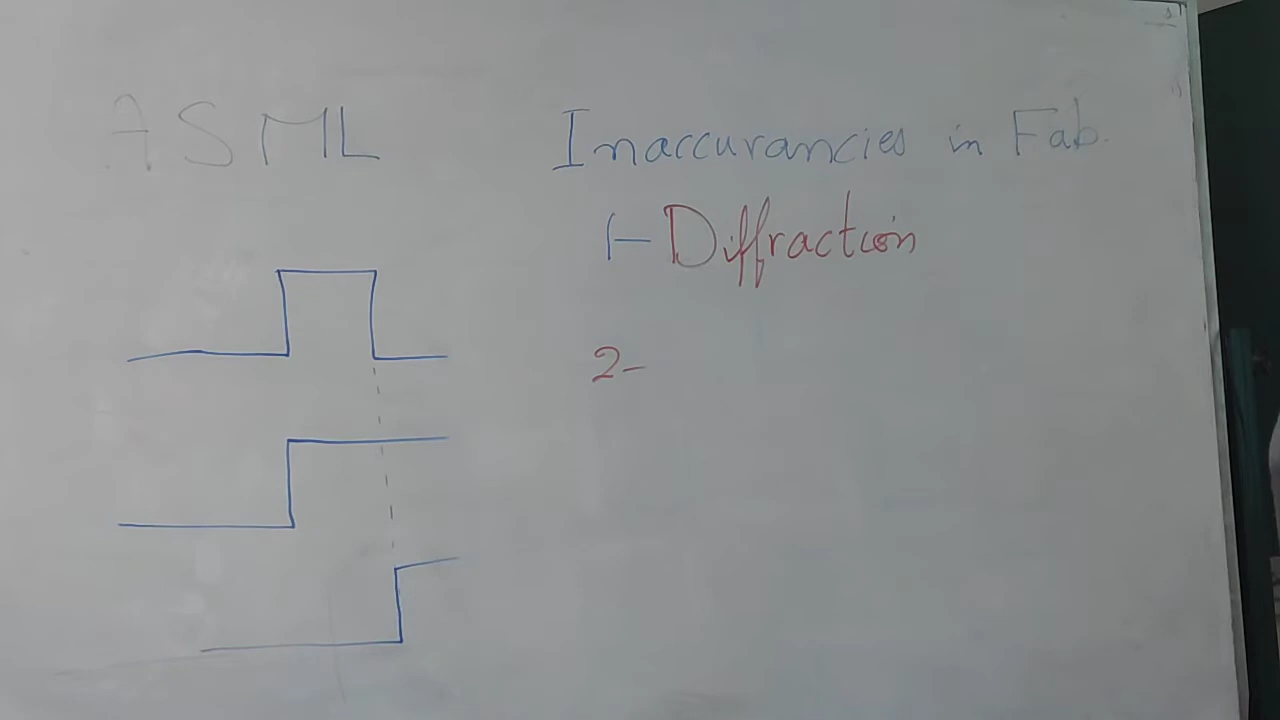 ASML
Inaccurancies in Fab.
1- Diffraction
2-